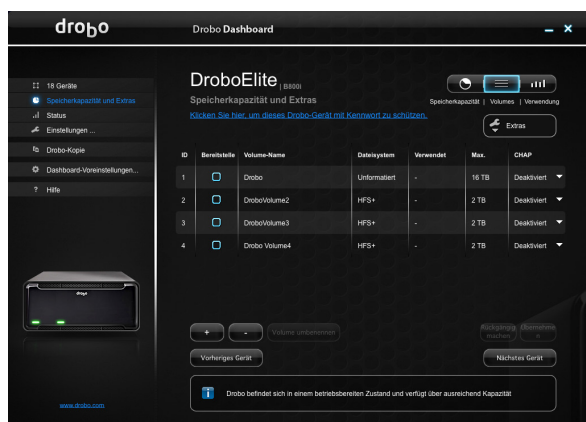 drobo
Drobo Dashboard
18 Geräte
Speicherkapazität und Extras
Status
Einstellungen ...
Drobo-Kopie
Dashboard-Voreinstellungen...
? Hilfe
www.drobo.com
DroboElite | B800I
Speicherkapazität und Extras
Klicken Sie hier, um dieses Drobo-Gerät mit Kennwort zu schützen.
Speicherkapazität | Volumes | Verwendung
Extras
ID Bereitstelle Volume-Name Dateisystem Verwendet Max. CHAP
1 Drobo Unformatiert - 16 TB Deaktiviert
2 DroboVolume2 HFS+ - 2 TB Deaktiviert
3 DroboVolume3 HFS+ - 2 TB Deaktiviert
4 Drobo Volume4 HFS+ - 2 TB Deaktiviert
+ - Volume umbenennen
Rückgängig machen
Übernehmen
Vorheriges Gerät
Nächstes Gerät
Drobo befindet sich in einem betriebsbereiten Zustand und verfügt über ausreichend Kapazität
drobo